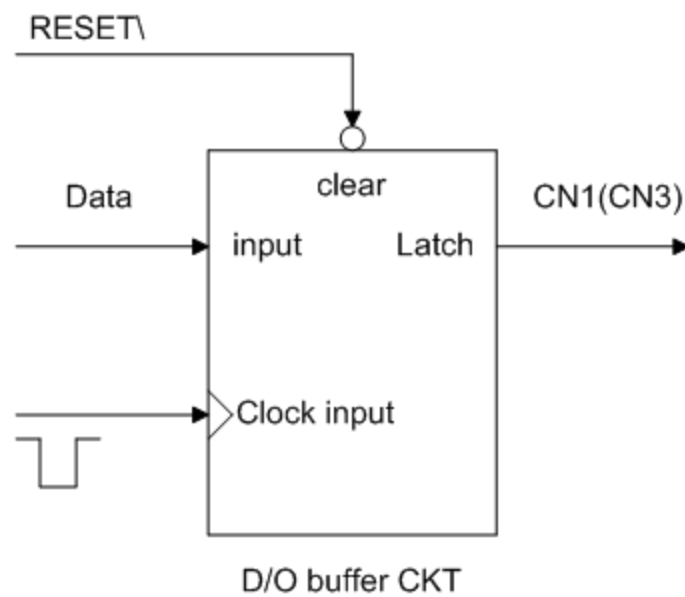 RESET\
clear
Data
CN1(CN3)
input
Latch
Clock input
D/O buffer CKT